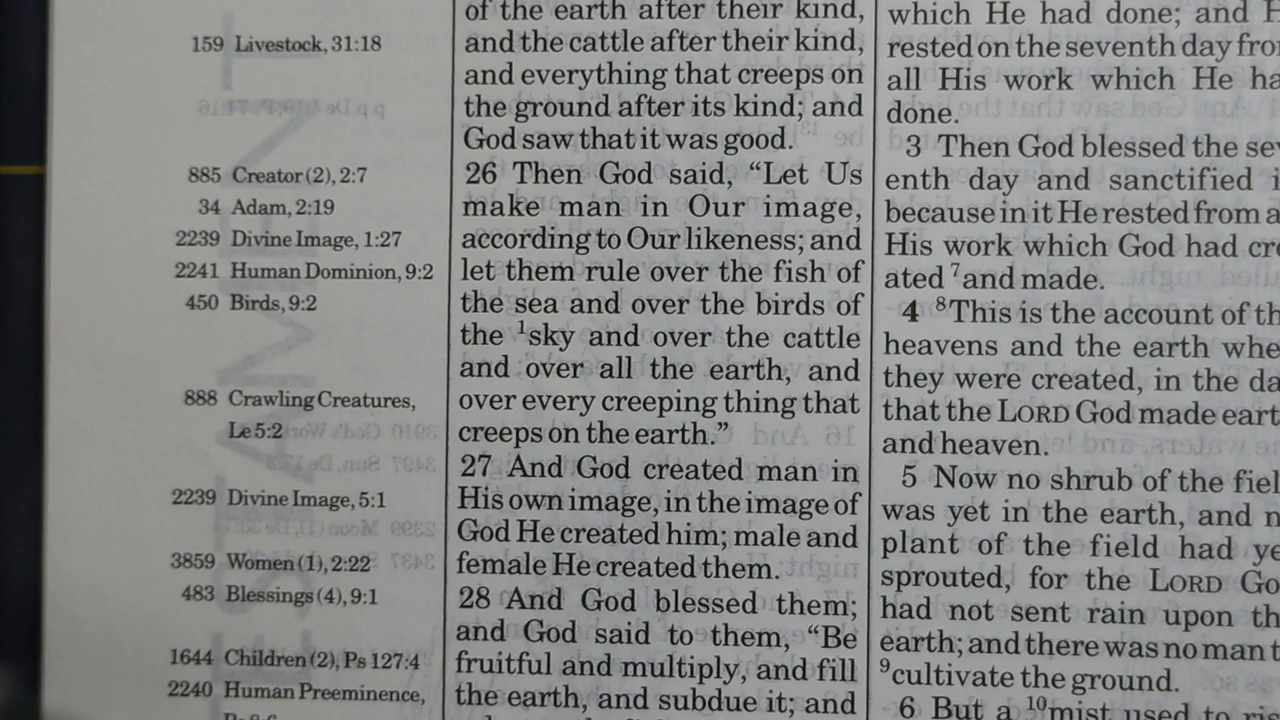 159 Livestock, 31:18
885 Creator (2), 2:7
34 Adam, 2:19
2239 Divine Image, 1:27
2241 Human Dominion, 9:2
450 Birds, 9:2
888 Crawling Creatures,
Le 5:2
2239 Divine Image, 5:1
3859 Women (1), 2:22
483 Blessings (4), 9:1
1644 Children (2), Ps 127:4
2240 Human Preeminence,
of the earth after their kind,
and the cattle after their kind,
and everything that creeps on
the ground after its kind; and
God saw that it was good.
26 Then God said, “Let Us
make man in Our image,
according to Our likeness; and
let them rule over the fish of
the sea and over the birds of
the ¹sky and over the cattle
and over all the earth, and
over every creeping thing that
creeps on the earth.”
27 And God created man in
His own image, in the image of
God He created him; male and
female He created them.
28 And God blessed them;
and God said to them, “Be
fruitful and multiply, and fill
the earth, and subdue it; and
which He had done; and
rested on the seventh day
all His work which He
done.
3 Then God blessed the
enth day and sanctified
because in it He rested from
His work which God had cre
ated ⁷and made.
4 ⁸This is the account of
heavens and the earth
they were created, in the
that the LORD God made
and heaven.
5 Now no shrub of the
was yet in the earth, and
plant of the field had
sprouted, for the LORD
had not sent rain upon
earth; and there was no man
⁹cultivate the ground.
6 But a ¹⁰mist used to